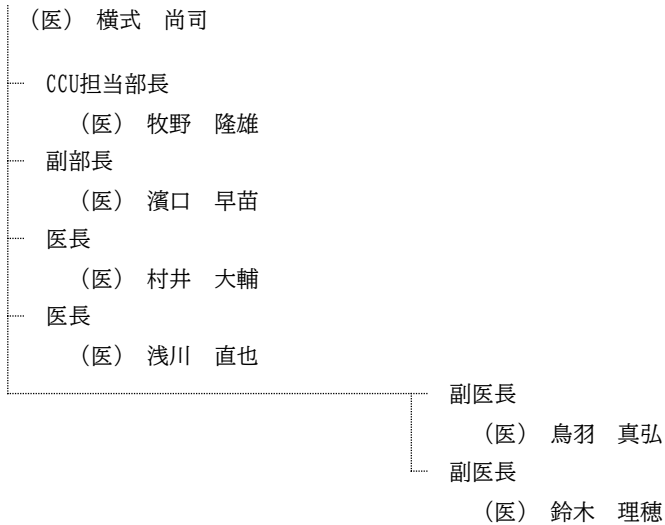 （医） 横式　尚司
CCU担当部長
（医） 牧野　隆雄
副部長
（医） 濱口　早苗
医長
（医） 村井　大輔
医長
（医） 浅川　直也
副医長
（医） 鳥羽　真弘
副医長
（医） 鈴木　理穂